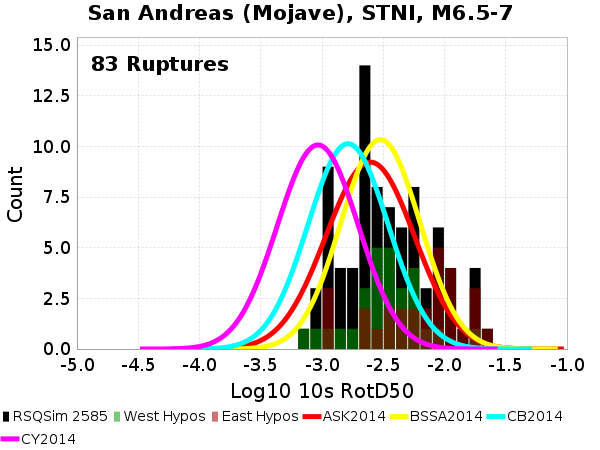 San Andreas (Mojave), STNI, M6.5-7
15.0
83 Ruptures
12.5
10.0
7.5
5.0
2.5
0.0
Count
-5.0 -4.5 -4.0 -3.5 -3.0 -2.5 -2.0 -1.5 -1.0
Log10 10s RotD50
RSQSim 2585 West Hypos East Hypos ASK2014 BSSA2014 CB2014
CY2014